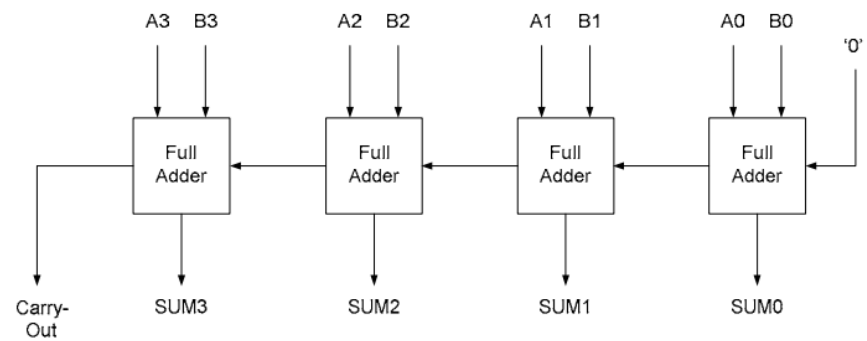 A3 B3 A2 B2 A1 B1 A0 B0 ‘0’
Full Full Full Full
Adder Adder Adder Adder
Carry- SUM3 SUM2 SUM1 SUM0
Out